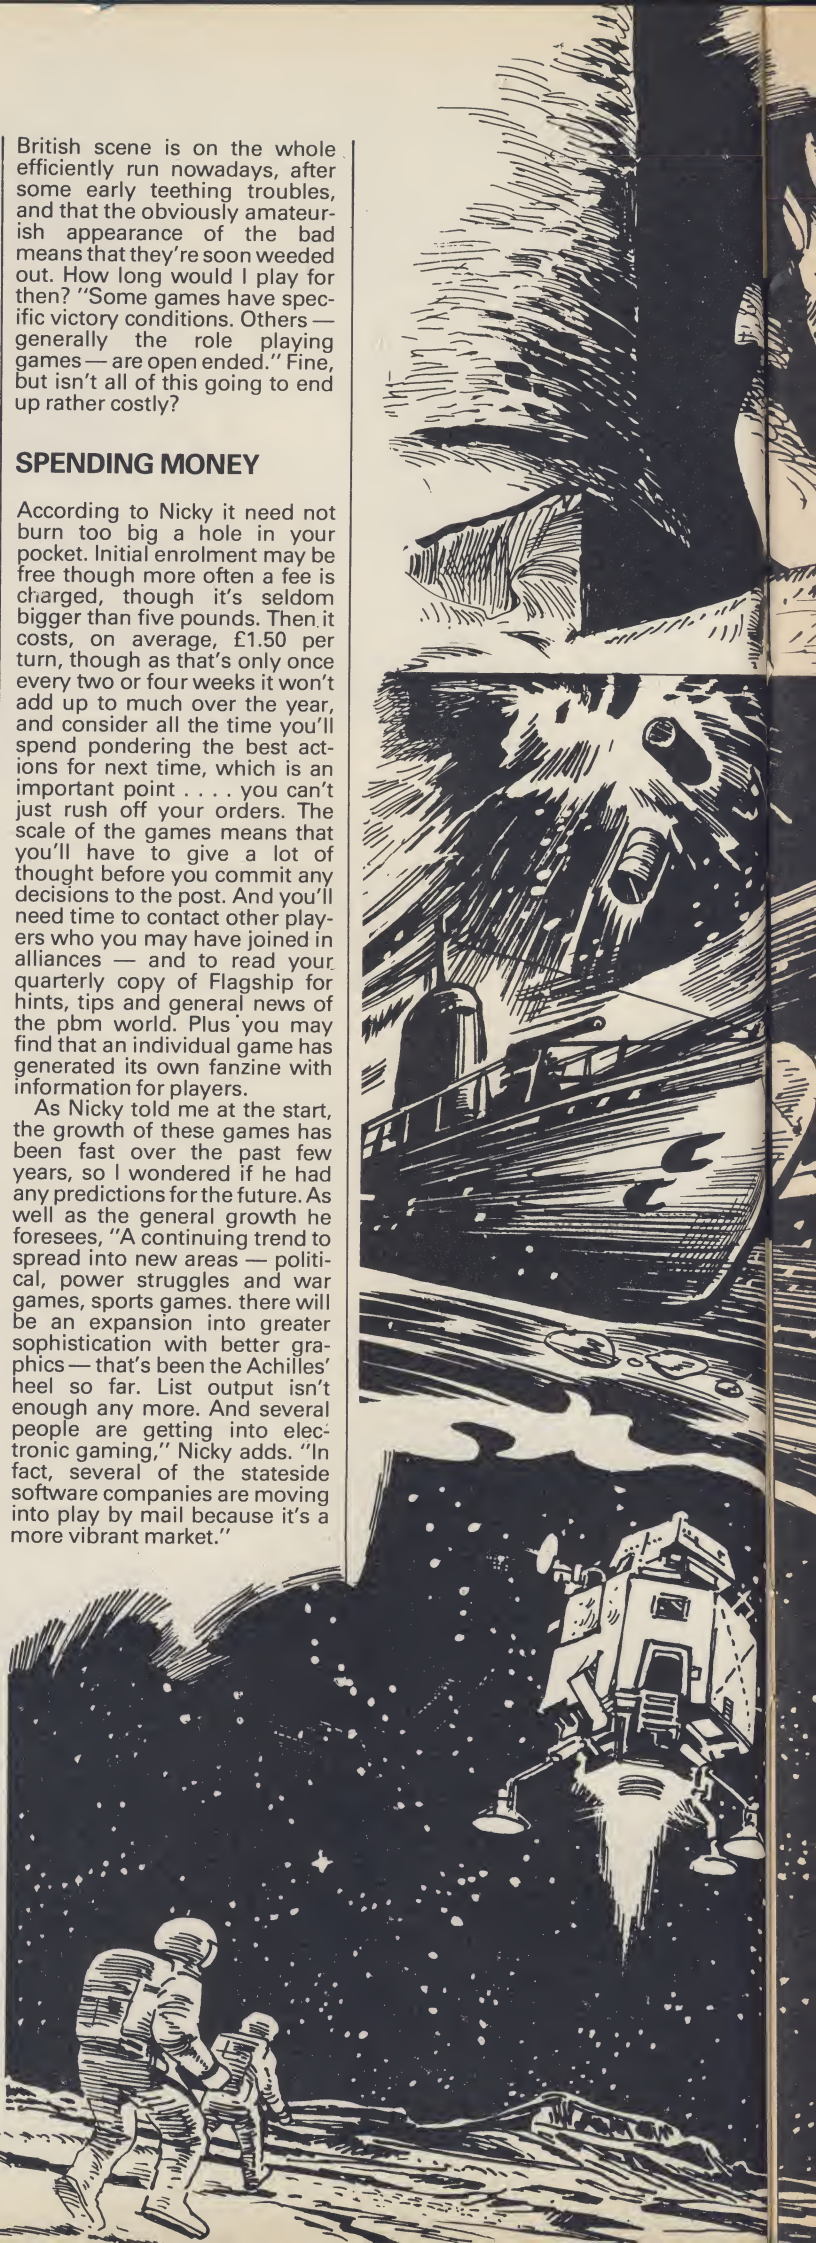 British scene is on the whole
efficiently run nowadays, after
some early teething troubles,
and that the obviously amateur-
ish appearance of the bad
means that they're soon weeded
out. How long would I play for
then? "Some games have spec-
ific victory conditions. Others —
generally the role playing
games — are open ended." Fine,
but isn't all of this going to end
up rather costly?
SPENDING MONEY
According to Nicky it need not
burn too big a hole in your
pocket. Initial enrolment may be
free though more often a fee is
charged, though it's seldom
bigger than five pounds. Then it
costs, on average, £1.50 per
turn, though as that's only once
every two or four weeks it won't
add up to much over the year,
and consider all the time you'll
spend pondering the best act-
ions for next time, which is an
important point . . . . you can't
just rush off your orders. The
scale of the games means that
you'll have to give a lot of
thought before you commit any
decisions to the post. And you'll
need time to contact other play-
ers who you may have joined in
alliances — and to read your
quarterly copy of Flagship for
hints, tips and general news of
the pbm world. Plus you may
find that an individual game has
generated its own fanzine with
information for players.
As Nicky told me at the start,
the growth of these games has
been fast over the past few
years, so I wondered if he had
any predictions for the future. As
well as the general growth he
foresees, "A continuing trend to
spread into new areas — politi-
cal, power struggles and war
games, sports games. there will
be an expansion into greater
sophistication with better gra-
phics — that's been the Achilles'
heel so far. List output isn't
enough any more. And several
people are getting into elec-
tronic gaming," Nicky adds. "In
fact, several of the stateside
software companies are moving
into play by mail because it's a
more vibrant market."